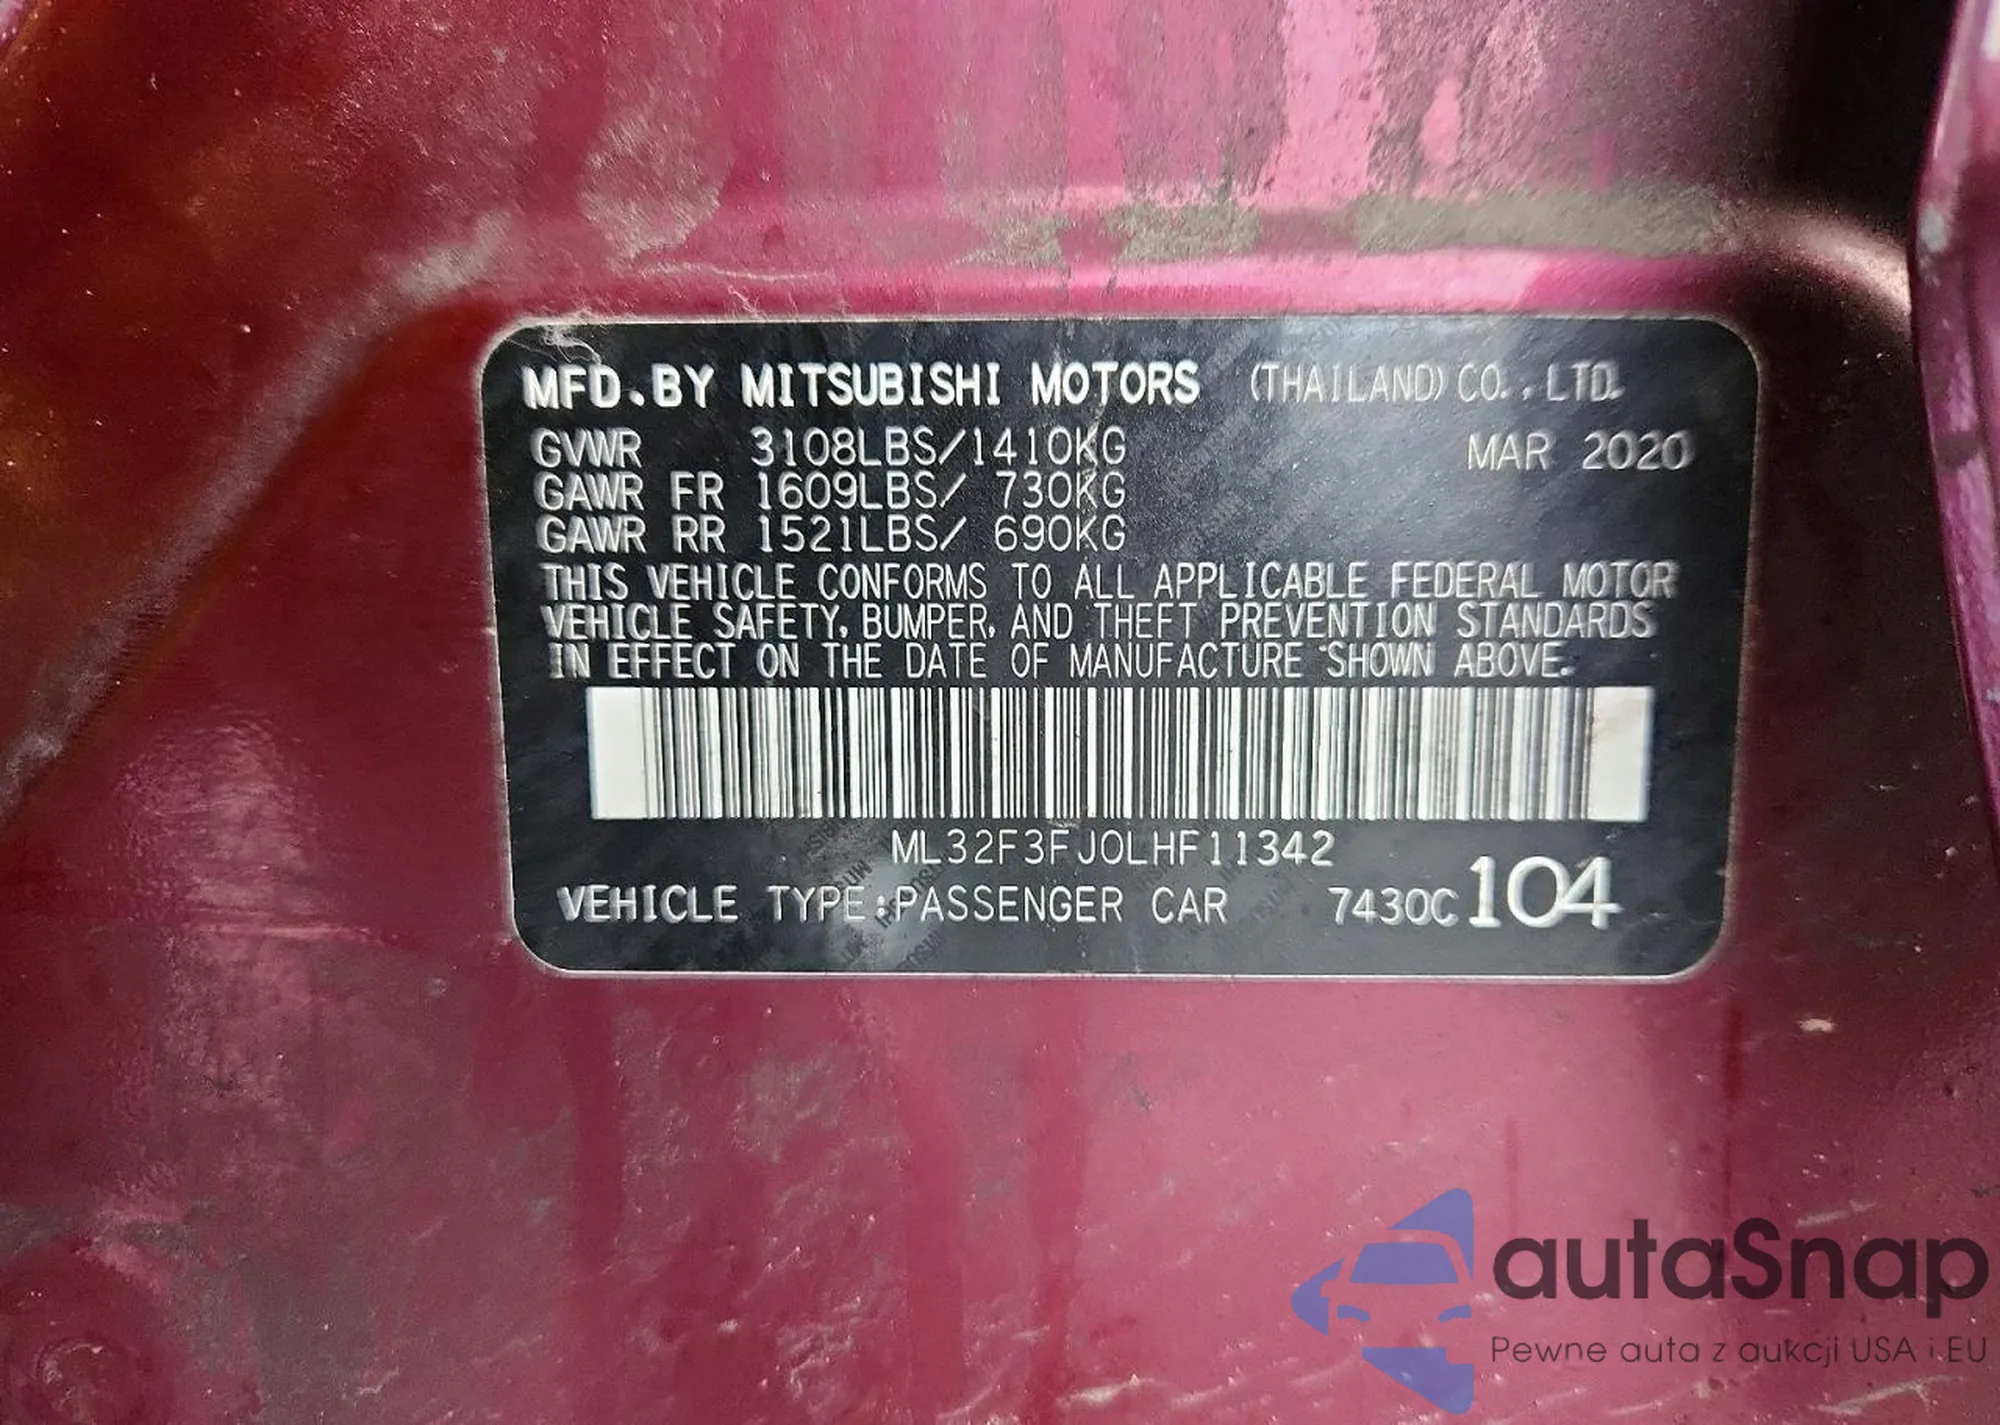 MFD.BY MITSUBISHI MOTORS (THAILAND) CO.,LTD.
GVWR 3108LBS/1410KG MAR 2020
GAWR FR 1609LBS/ 730KG
GAWR RR 1521LBS/ 690KG
THIS VEHICLE CONFORMS TO ALL APPLICABLE FEDERAL MOTOR
VEHICLE SAFETY, BUMPER, AND THEFT PREVENTION STANDARDS
IN EFFECT ON THE DATE OF MANUFACTURE SHOWN ABOVE.
ML32F3FJ0LHF11342
VEHICLE TYPE:PASSENGER CAR 7430C 104
autaSnap
Pewne auta z aukcji USA i EU